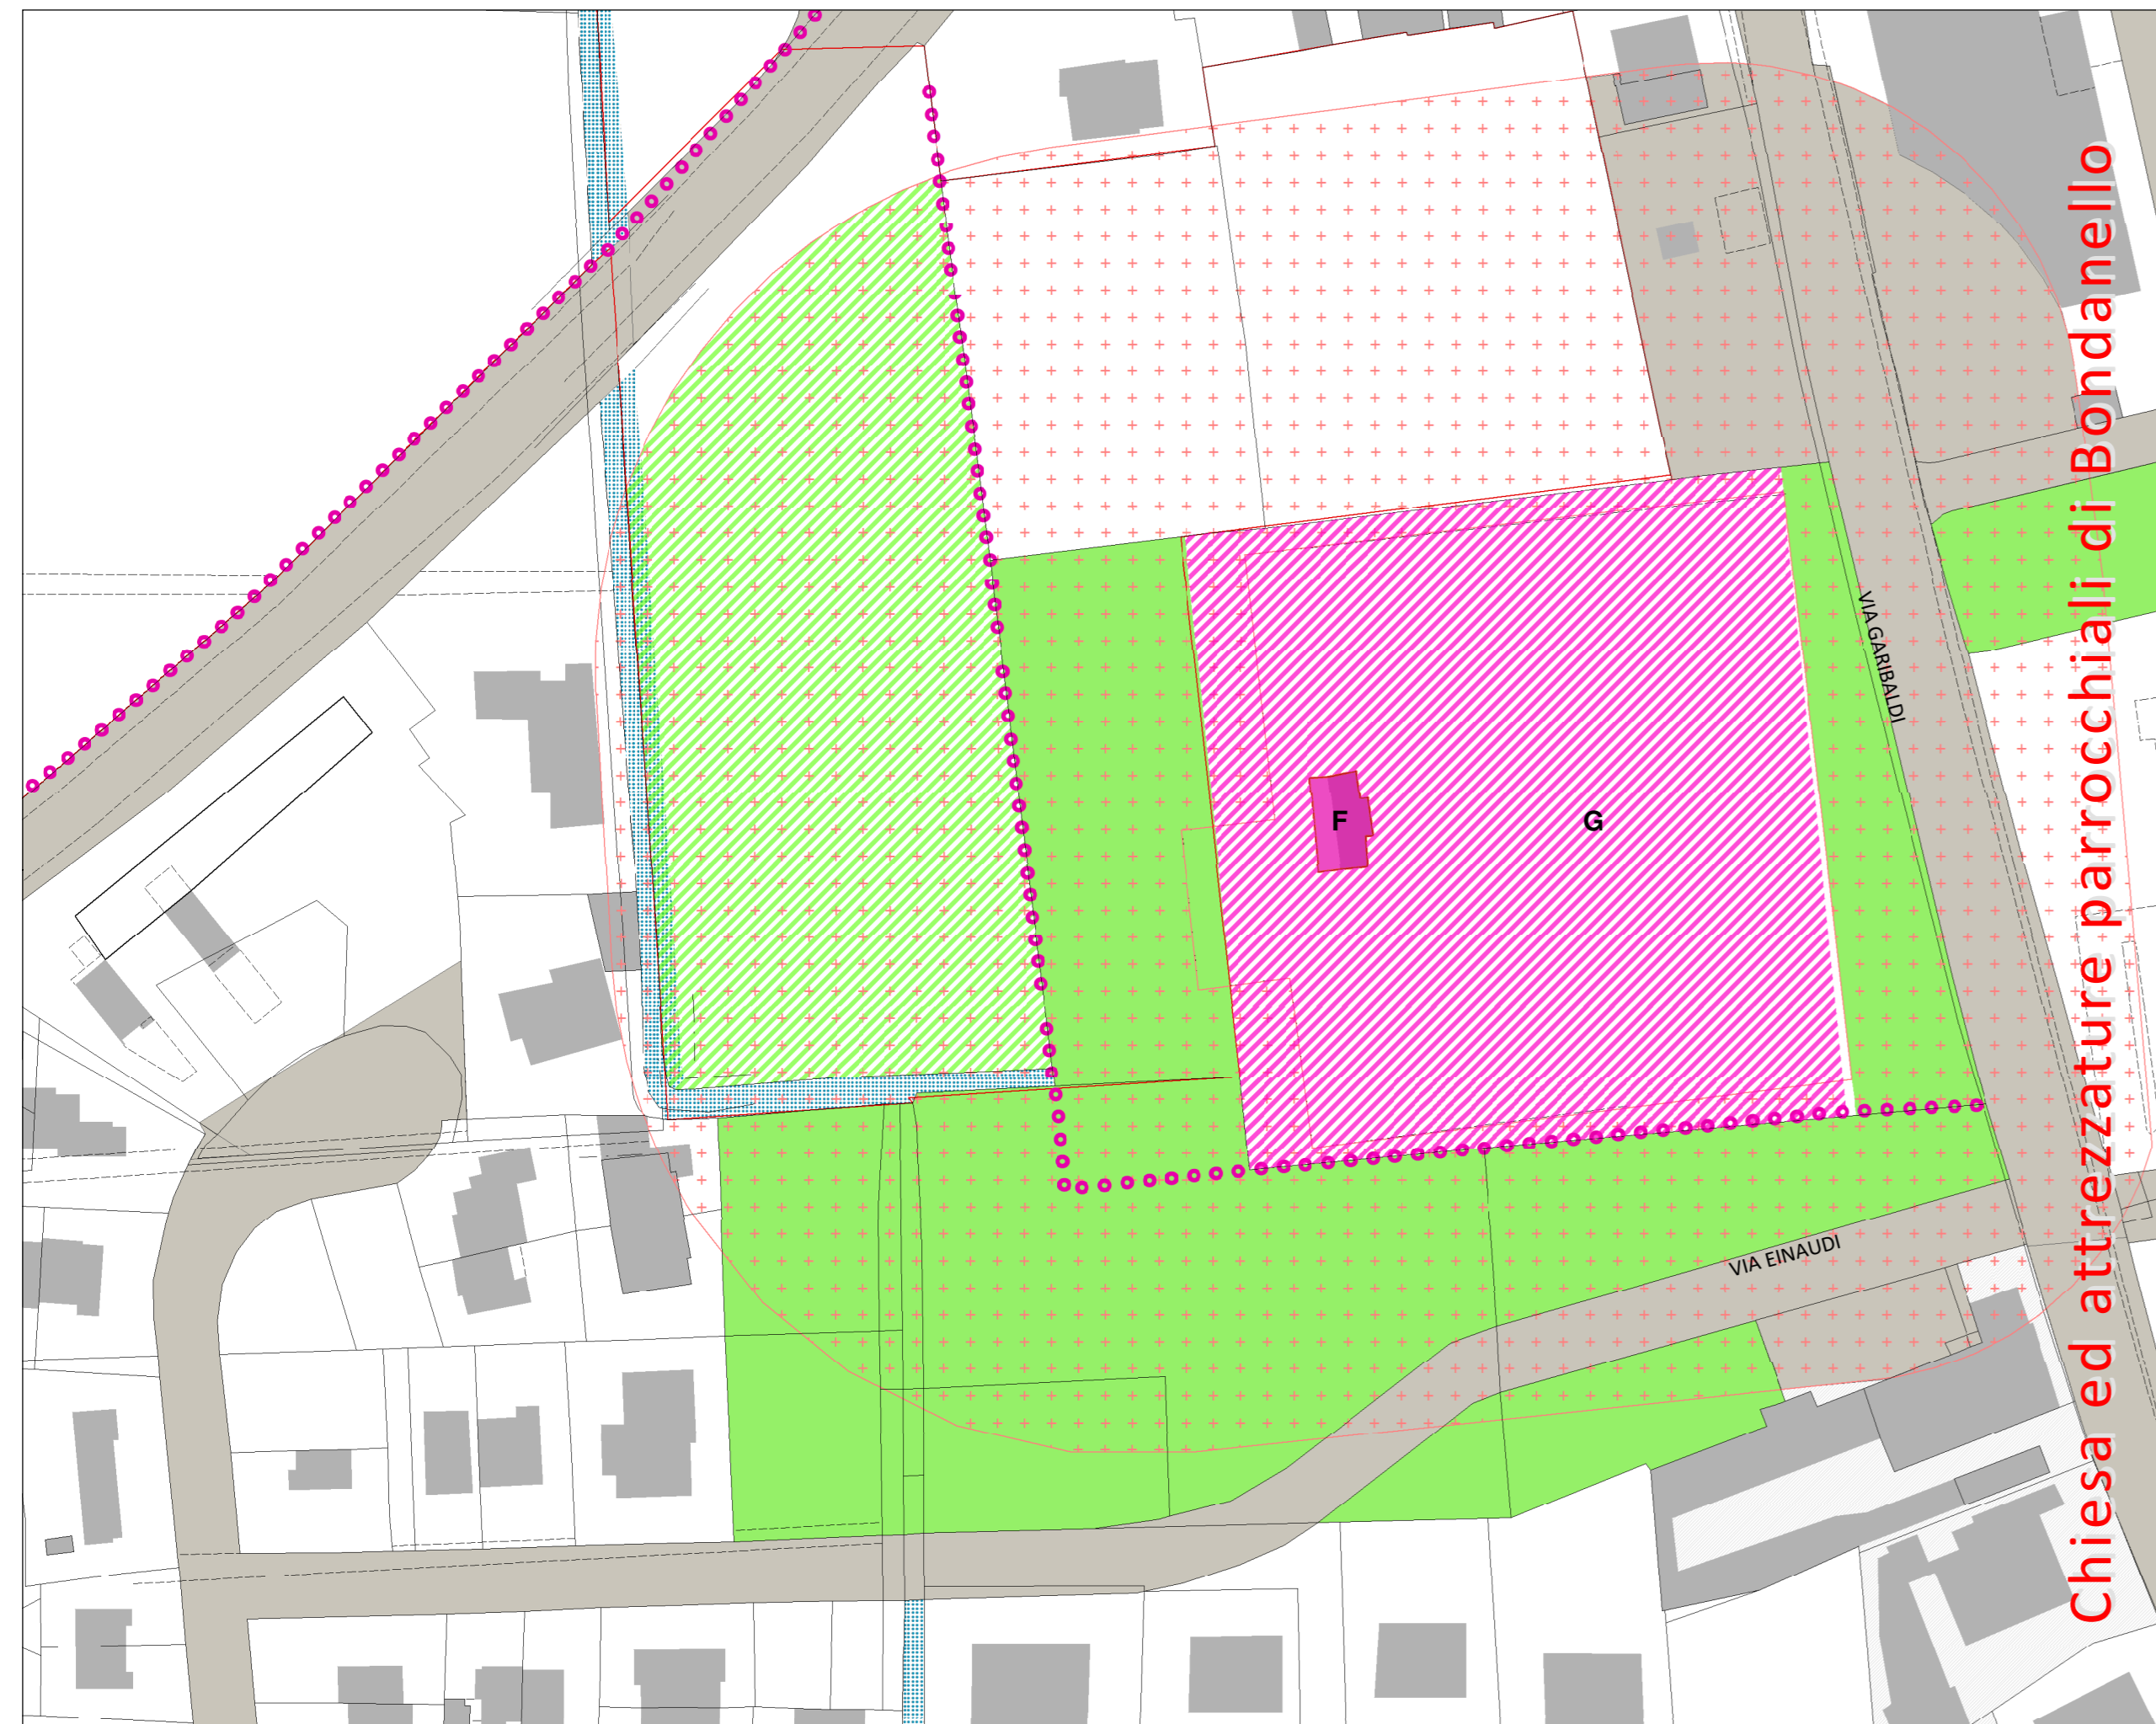 VIA GARIBALDI
F
G
VIA EINAUDI
Chiesa ed attrezzature parrocchiali di Bondanello